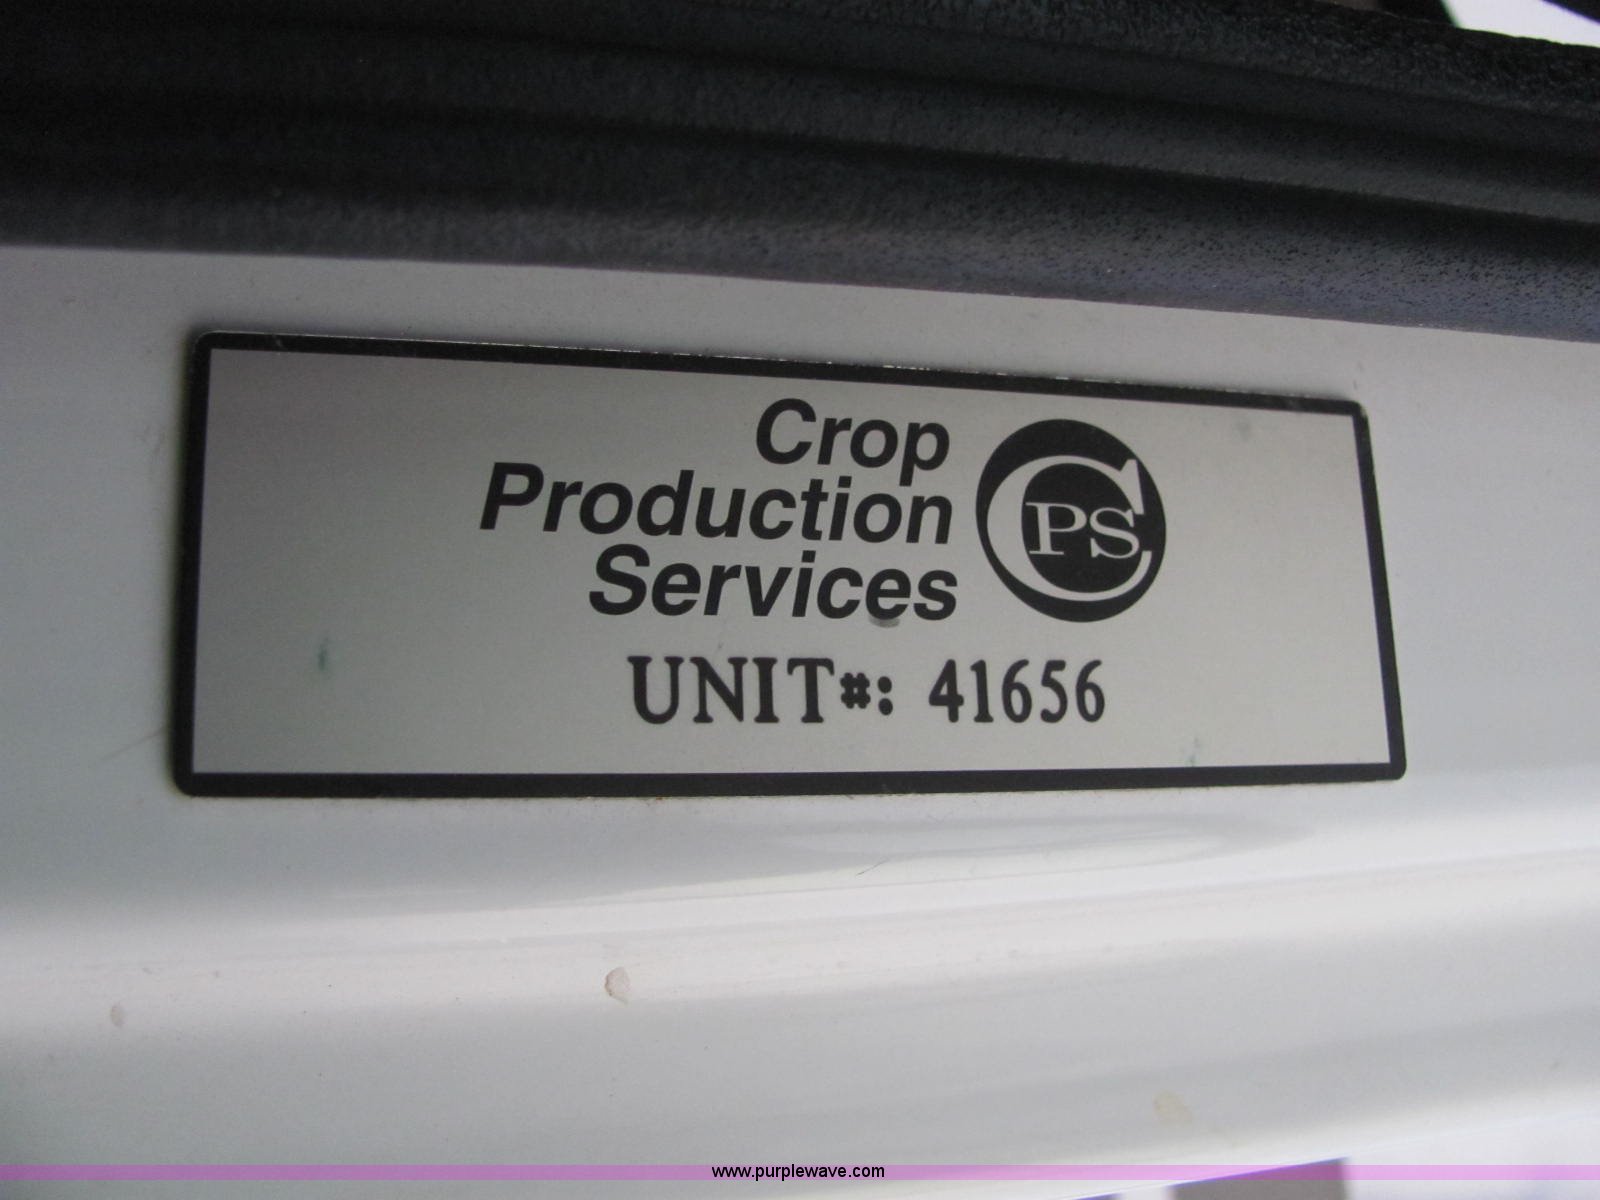 Crop
Production
Services
CPS
UNIT#: 41656
www.purplewave.com